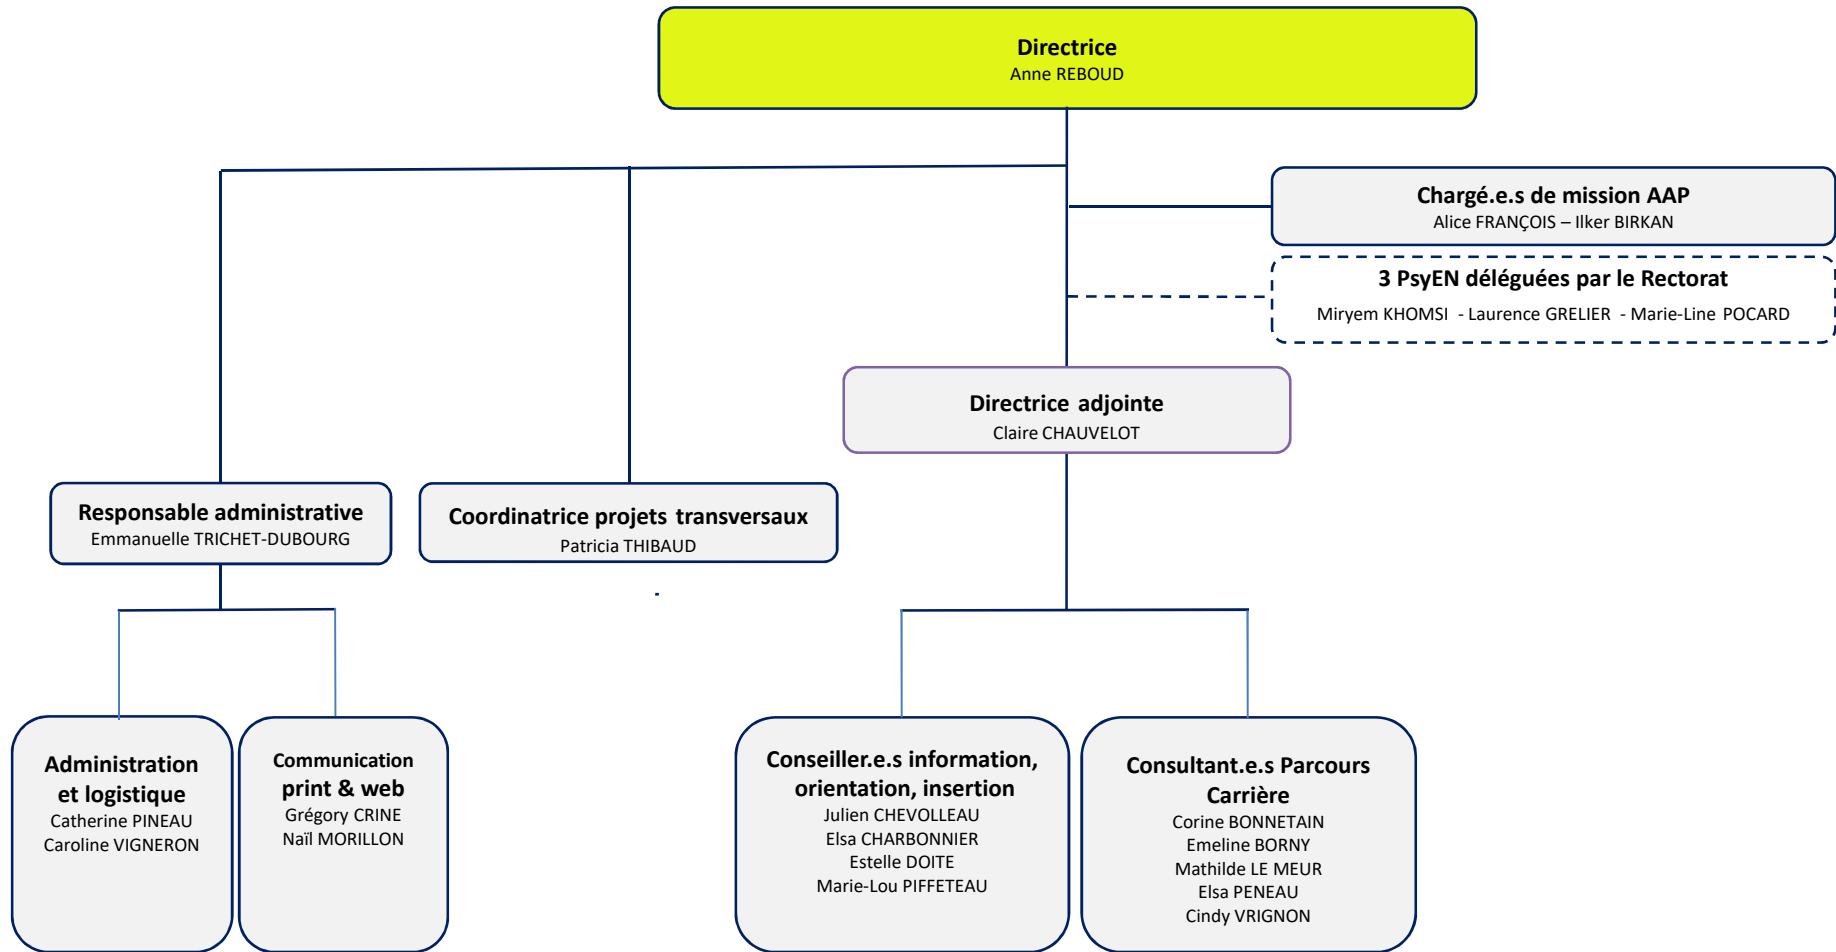 Directrice
Anne REBOUD
Chargé.e.s de mission AAP
Alice FRANÇOIS – Ilker BIRKAN
3 PsyEN déléguées par le Rectorat
Miryem KHOMSI - Laurence GRELIER - Marie-Line POCARD
Directrice adjointe
Claire CHAUVELOT
Responsable administrative
Emmanuelle TRICHET-DUBOURG
Coordinatrice projets transversaux
Patricia THIBAUD
Administration
et logistique
Catherine PINEAU
Caroline VIGNERON
Communication
print & web
Grégory CRINE
Naïl MORILLON
Conseiller.e.s information,
orientation, insertion
Julien CHEVOLLEAU
Elsa CHARBONNIER
Estelle DOITE
Marie-Lou PIFFETEAU
Consultant.e.s Parcours
Carrière
Corine BONNETAIN
Emeline BORNY
Mathilde LE MEUR
Elsa PENEAU
Cindy VRIGNON